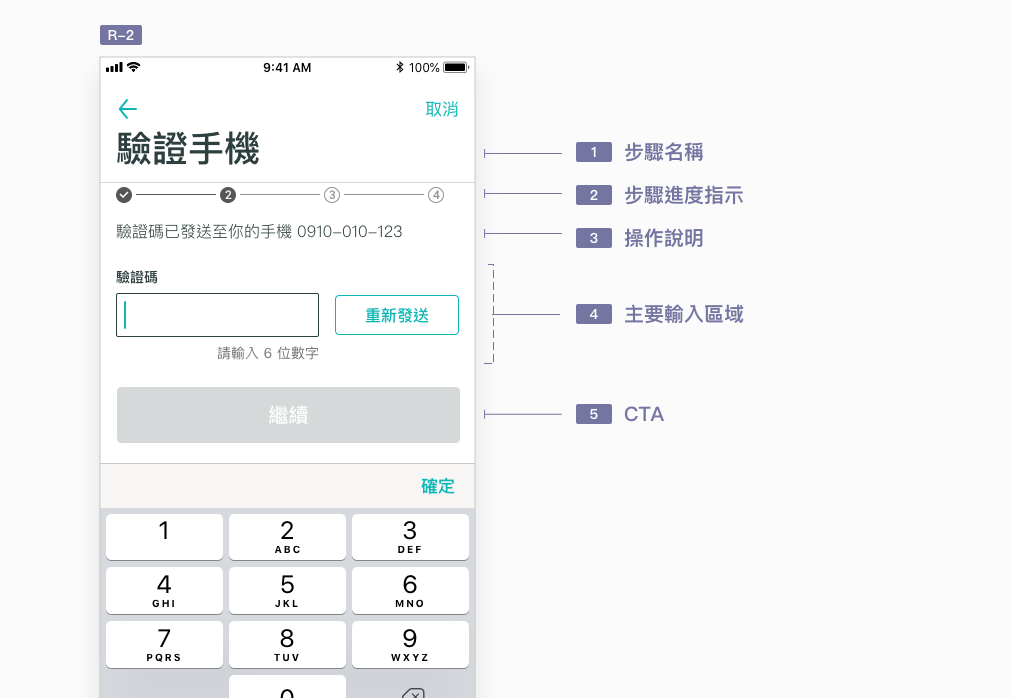 R-2
9:41 AM
100%
取消
驗證手機
2 3 4
驗證碼已發送至你的手機 0910-010-123
驗證碼
重新發送
請輸入 6 位數字
繼續
確定
1
2
ABC
3
DEF
4
GHI
5
JKL
6
MNO
7
PQRS
8
TUV
9
WXYZ
0
1 步驟名稱
2 步驟進度指示
3 操作說明
4 主要輸入區域
5 CTA